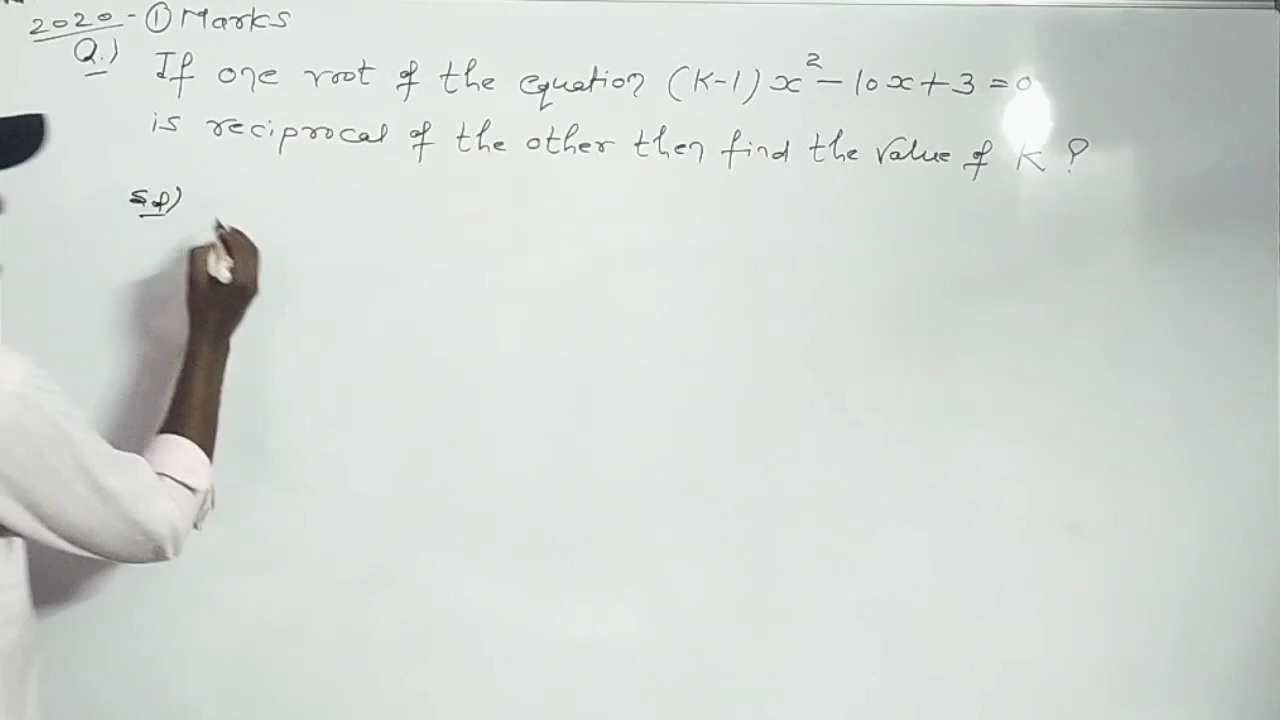 2020 - ① Marks
Q.) If one root of the equation (K-1)x² - 10x + 3 = 0
is reciprocal of the other then find the value of K ?
Sol)